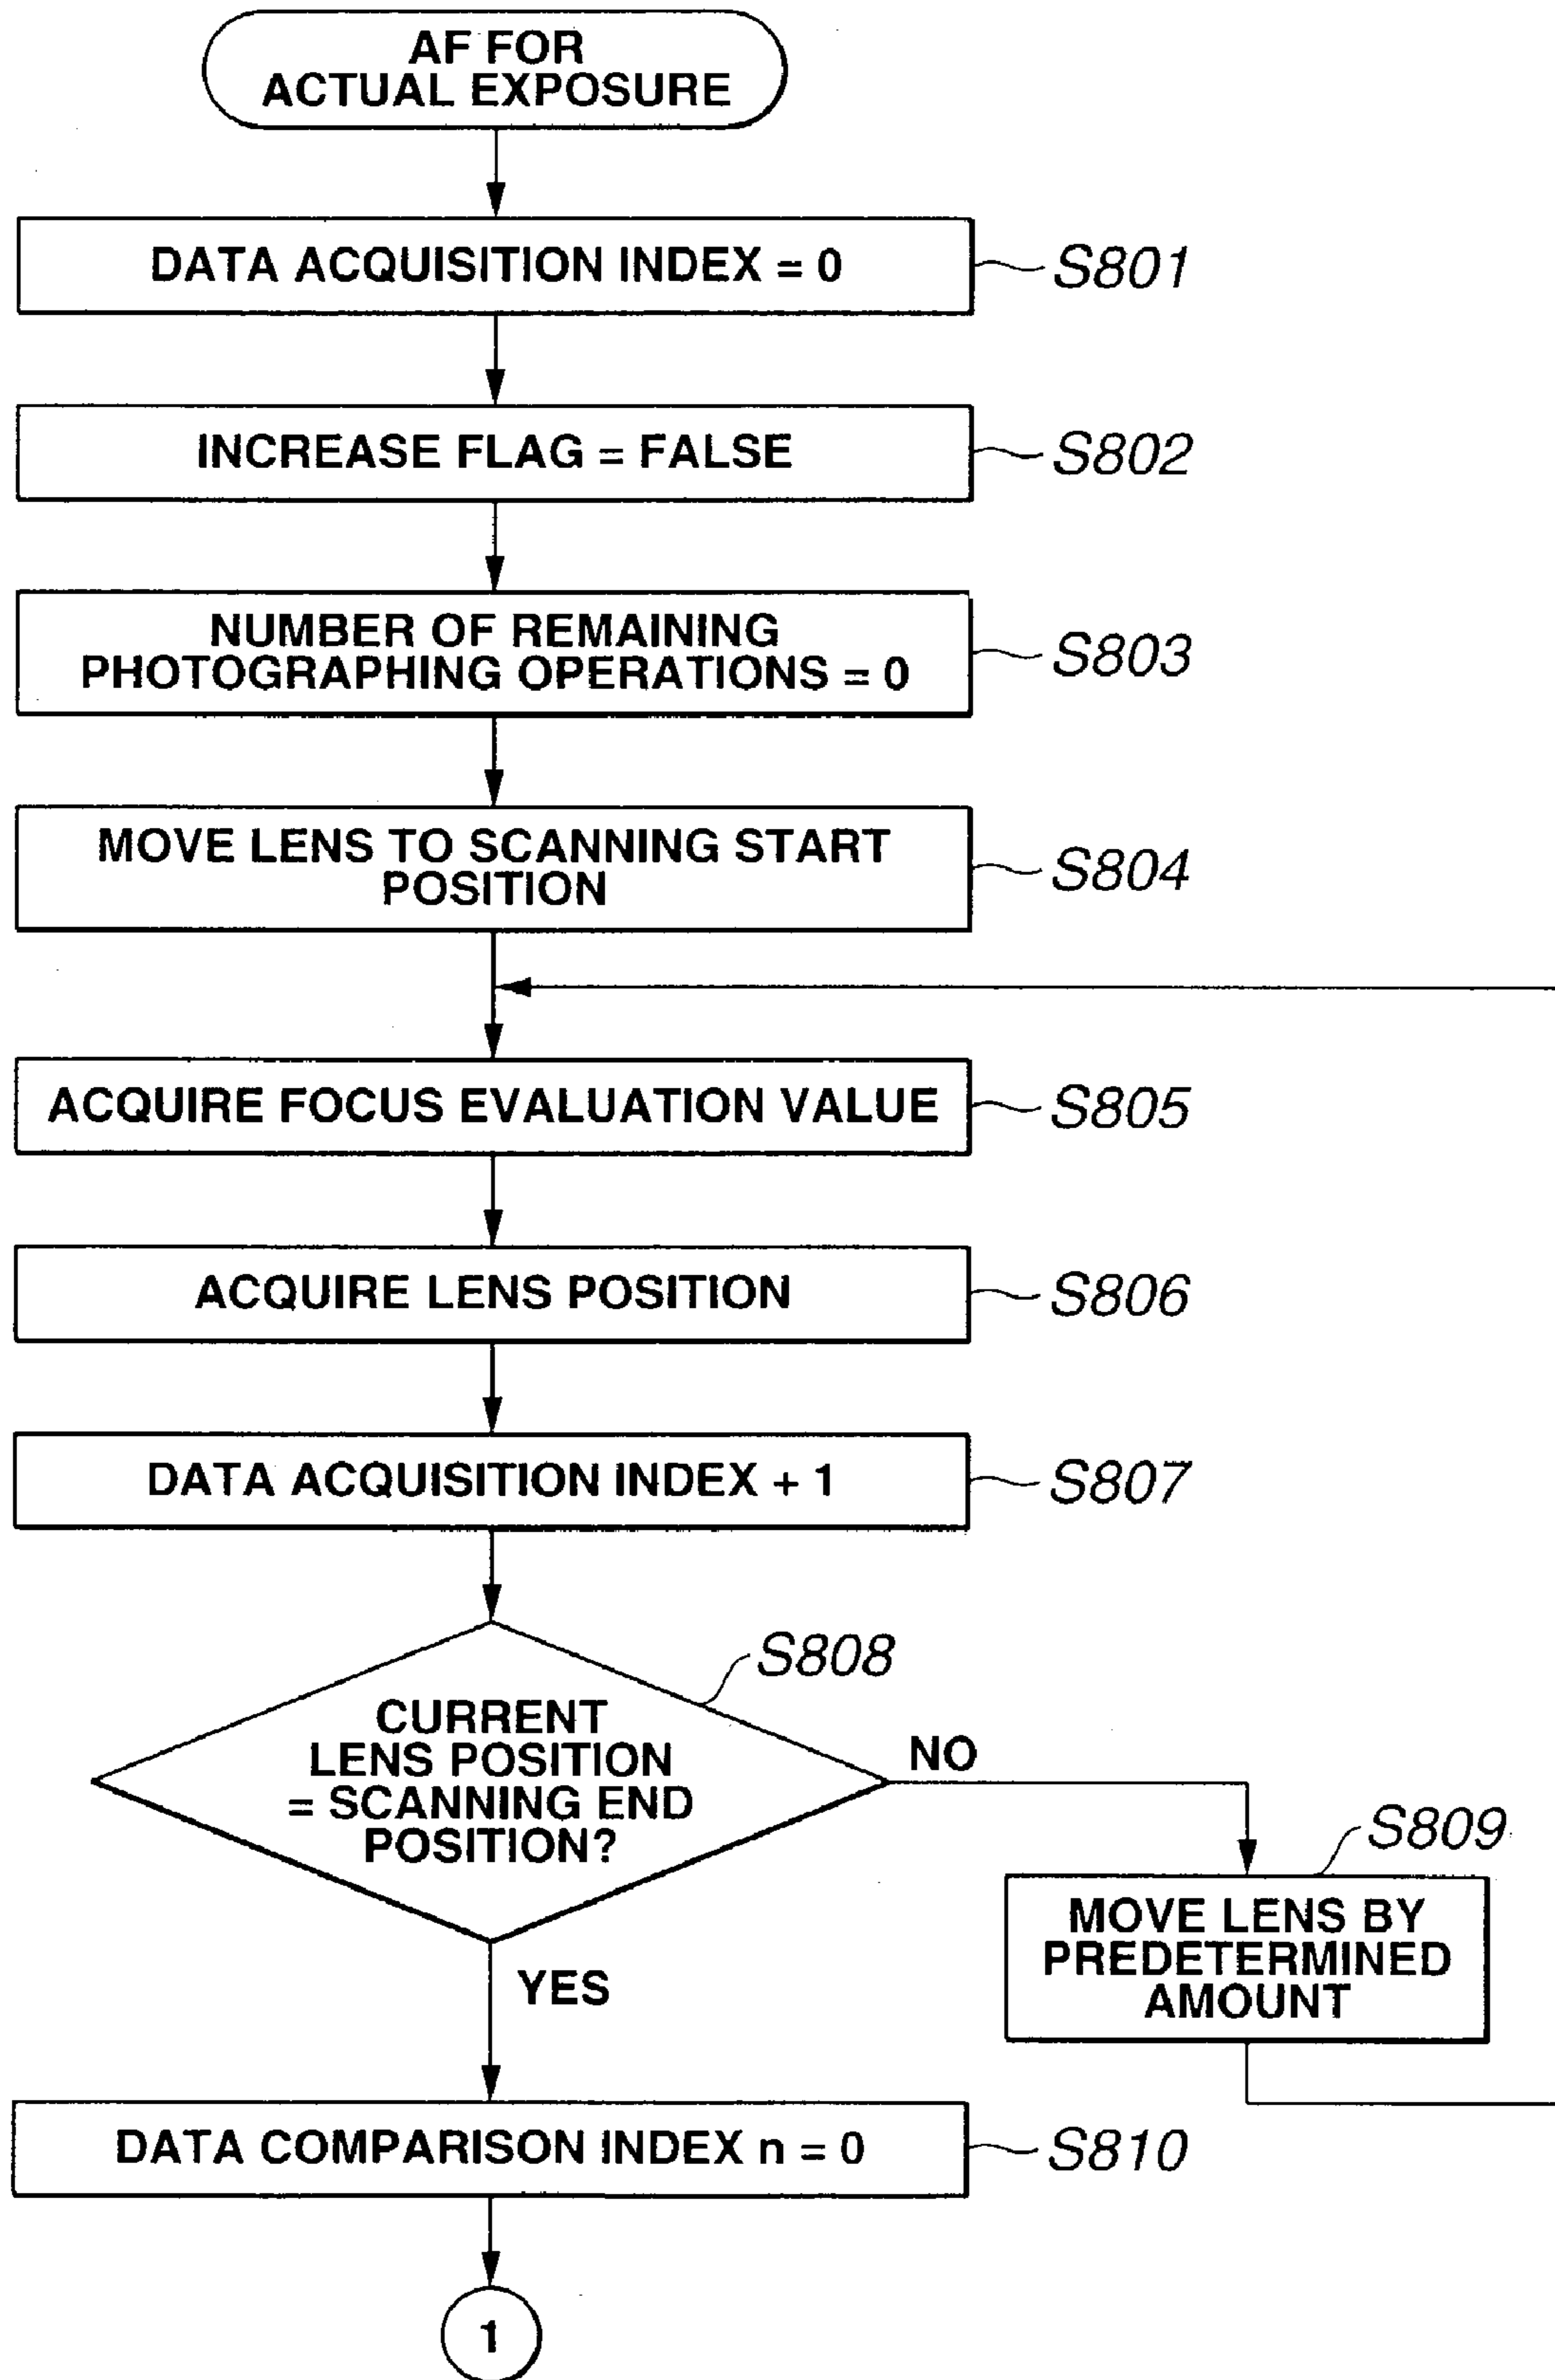 AF FOR
ACTUAL EXPOSURE
DATA ACQUISITION INDEX = 0
S801
INCREASE FLAG = FALSE
S802
NUMBER OF REMAINING
PHOTOGRAPHING OPERATIONS = 0
S803
MOVE LENS TO SCANNING START
POSITION
S804
ACQUIRE FOCUS EVALUATION VALUE
S805
ACQUIRE LENS POSITION
S806
DATA ACQUISITION INDEX + 1
S807
S808
CURRENT
LENS POSITION
= SCANNING END
POSITION?
NO
S809
MOVE LENS BY
PREDETERMINED
AMOUNT
YES
DATA COMPARISON INDEX n = 0
S810
1